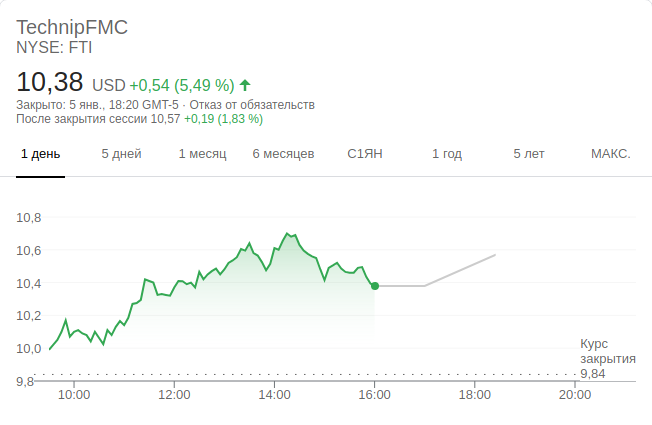 TechnipFMC
NYSE: FTI
10,38 USD +0,54 (5,49 %)
Закрыто: 5 янв., 18:20 GMT-5 · Отказ от обязательств
После закрытия сессии 10,57 +0,19 (1,83 %)
1 день 5 дней 1 месяц 6 месяцев С1ЯН 1 год 5 лет МАКС.
10,8
10,6
10,4
10,2
10,0
Курс
закрытия
9,84
9,8
10:00 12:00 14:00 16:00 18:00 20:00